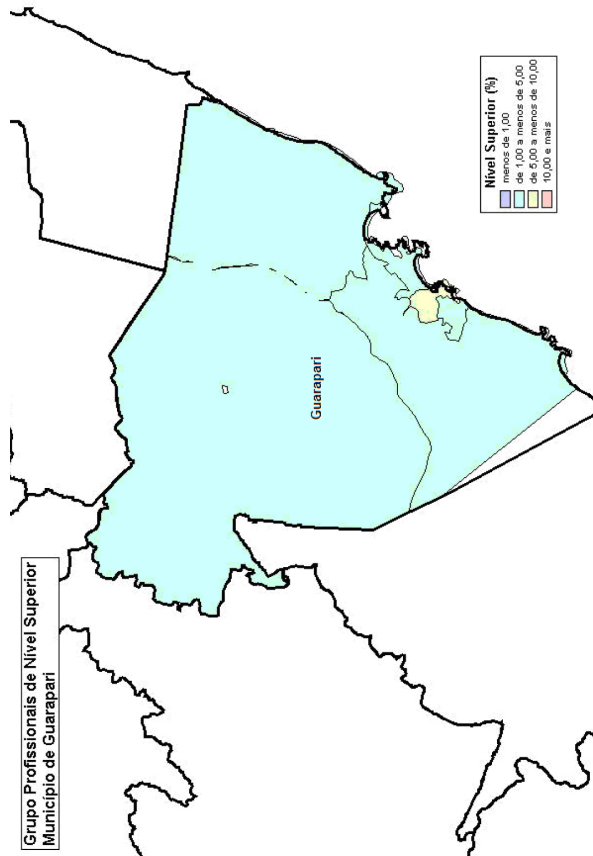 Grupo Profissionais de Nível Superior
Município de Guarapari
Guarapari
Nível Superior (%)
menos de 1,00
de 1,00 a menos de 5,00
de 5,00 a menos de 10,00
10,00 e mais